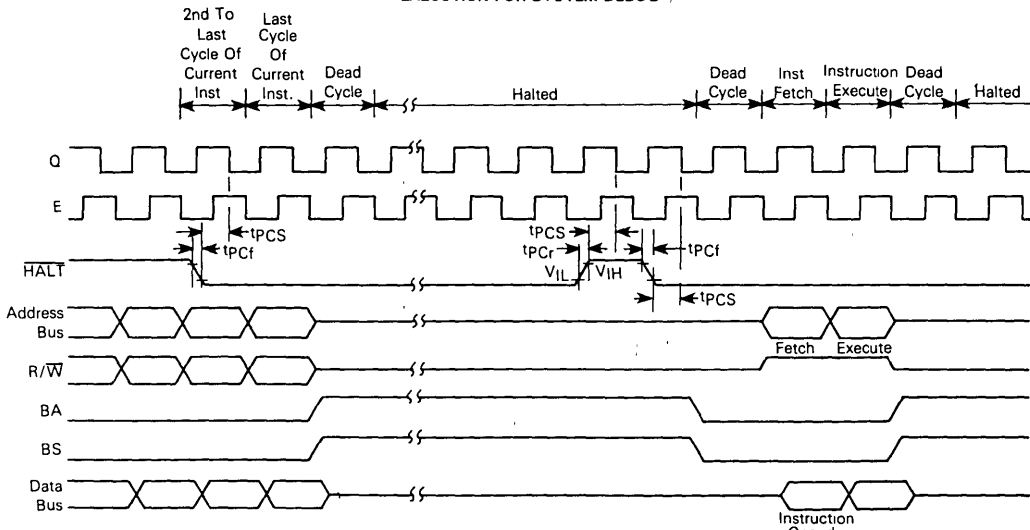 EXECUTION FOR SYSTEM DEBUG
2nd To
Last
Cycle Of
Current
Inst
Last
Cycle
Of
Current
Inst.
Dead
Cycle
Halted
Dead
Cycle
Inst
Fetch
Instruction
Execute
Dead
Cycle
Halted
Q
E
tPCS
tPCf
tPCS
tPCr
tPCf
HALT
VIL
VIH
tPCS
Address
Bus
Fetch
Execute
R/W
BA
BS
Data
Bus
Instruction